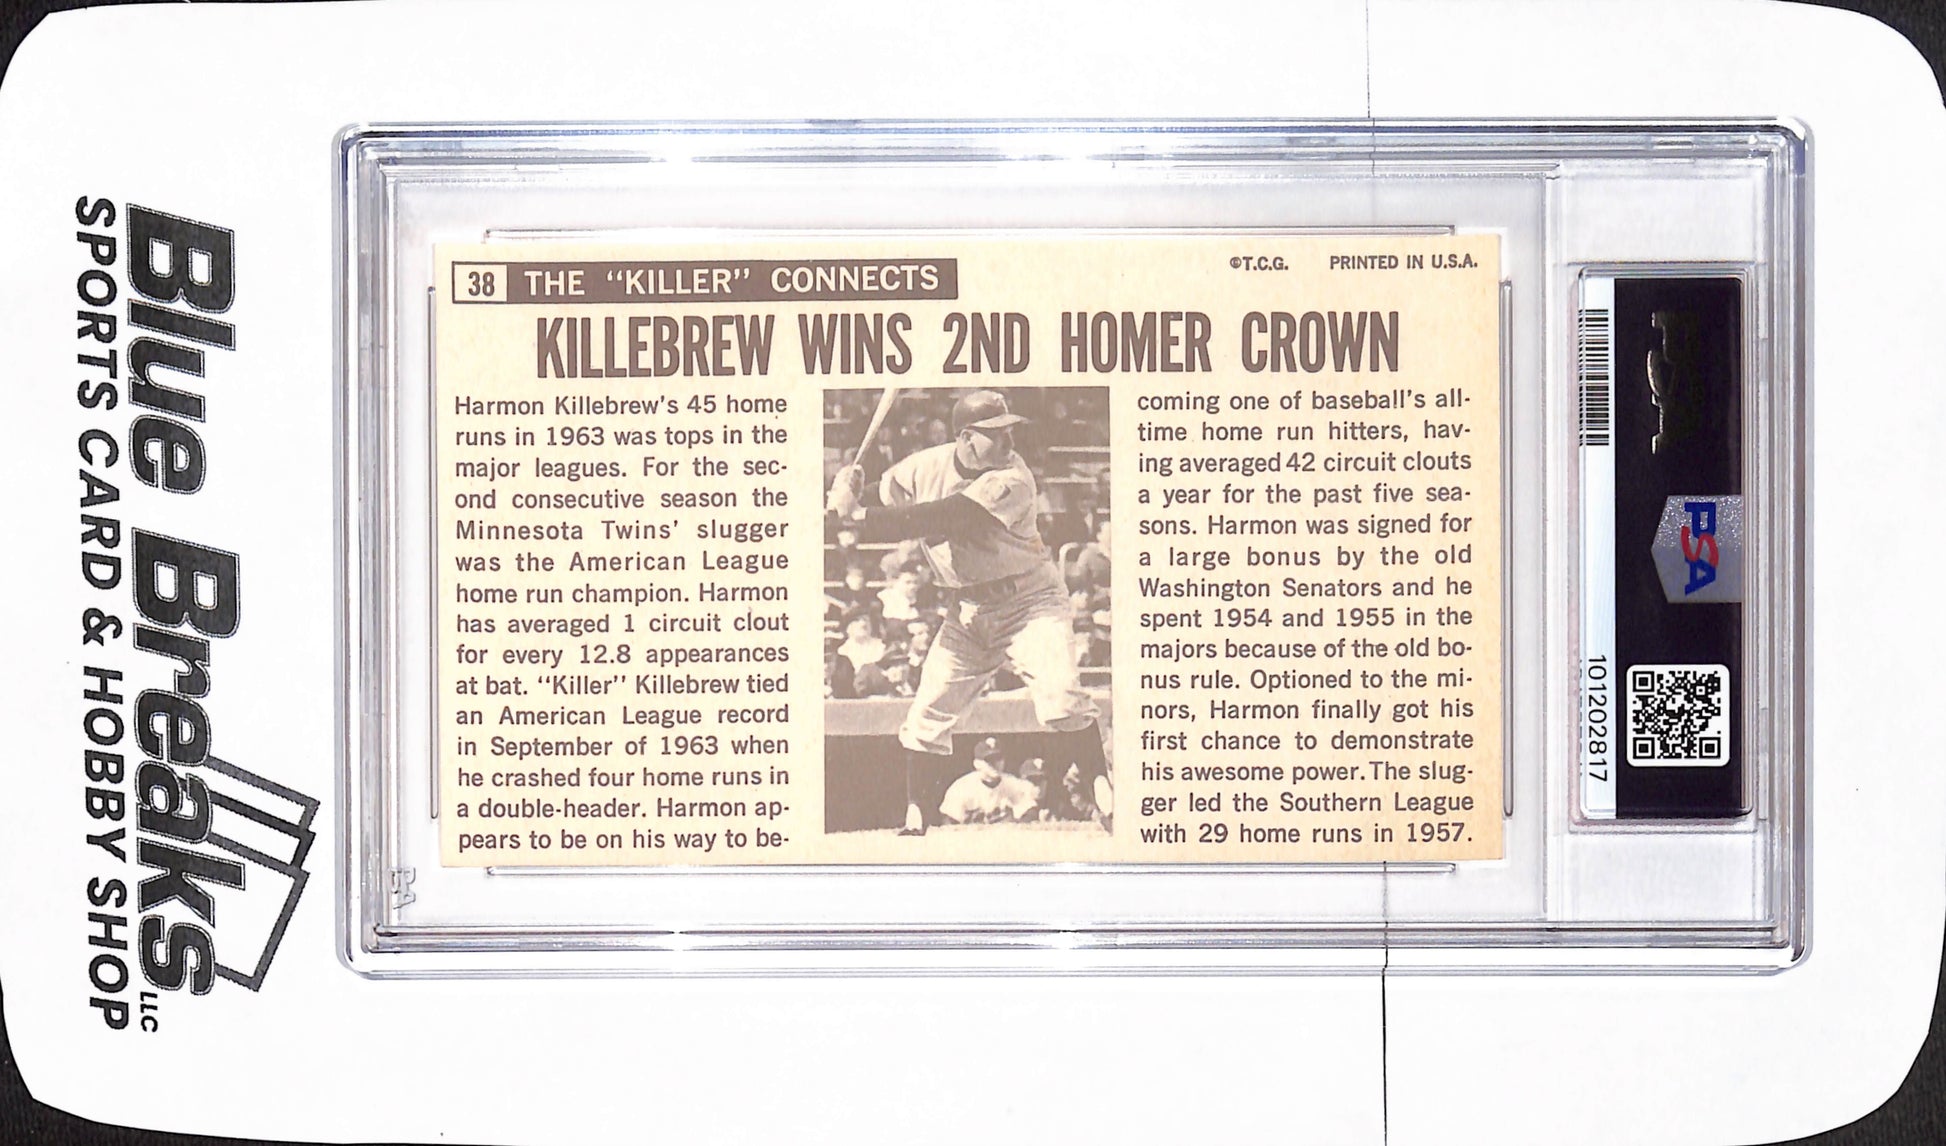 Blue Breaks LLC
SPORTS CARD & HOBBY SHOP
38 THE “KILLER” CONNECTS
©T.C.G. PRINTED IN U.S.A.
KILLEBREW WINS 2ND HOMER CROWN
Harmon Killebrew's 45 home
runs in 1963 was tops in the
major leagues. For the sec-
ond consecutive season the
Minnesota Twins' slugger
was the American League
home run champion. Harmon
has averaged 1 circuit clout
for every 12.8 appearances
at bat. “Killer” Killebrew tied
an American League record
in September of 1963 when
he crashed four home runs in
a double-header. Harmon ap-
pears to be on his way to be-
coming one of baseball's all-
time home run hitters, hav-
ing averaged 42 circuit clouts
a year for the past five sea-
sons. Harmon was signed for
a large bonus by the old
Washington Senators and he
spent 1954 and 1955 in the
majors because of the old bo-
nus rule. Optioned to the mi-
nors, Harmon finally got his
first chance to demonstrate
his awesome power. The slug-
ger led the Southern League
with 29 home runs in 1957.
PSA
101202817
PSA